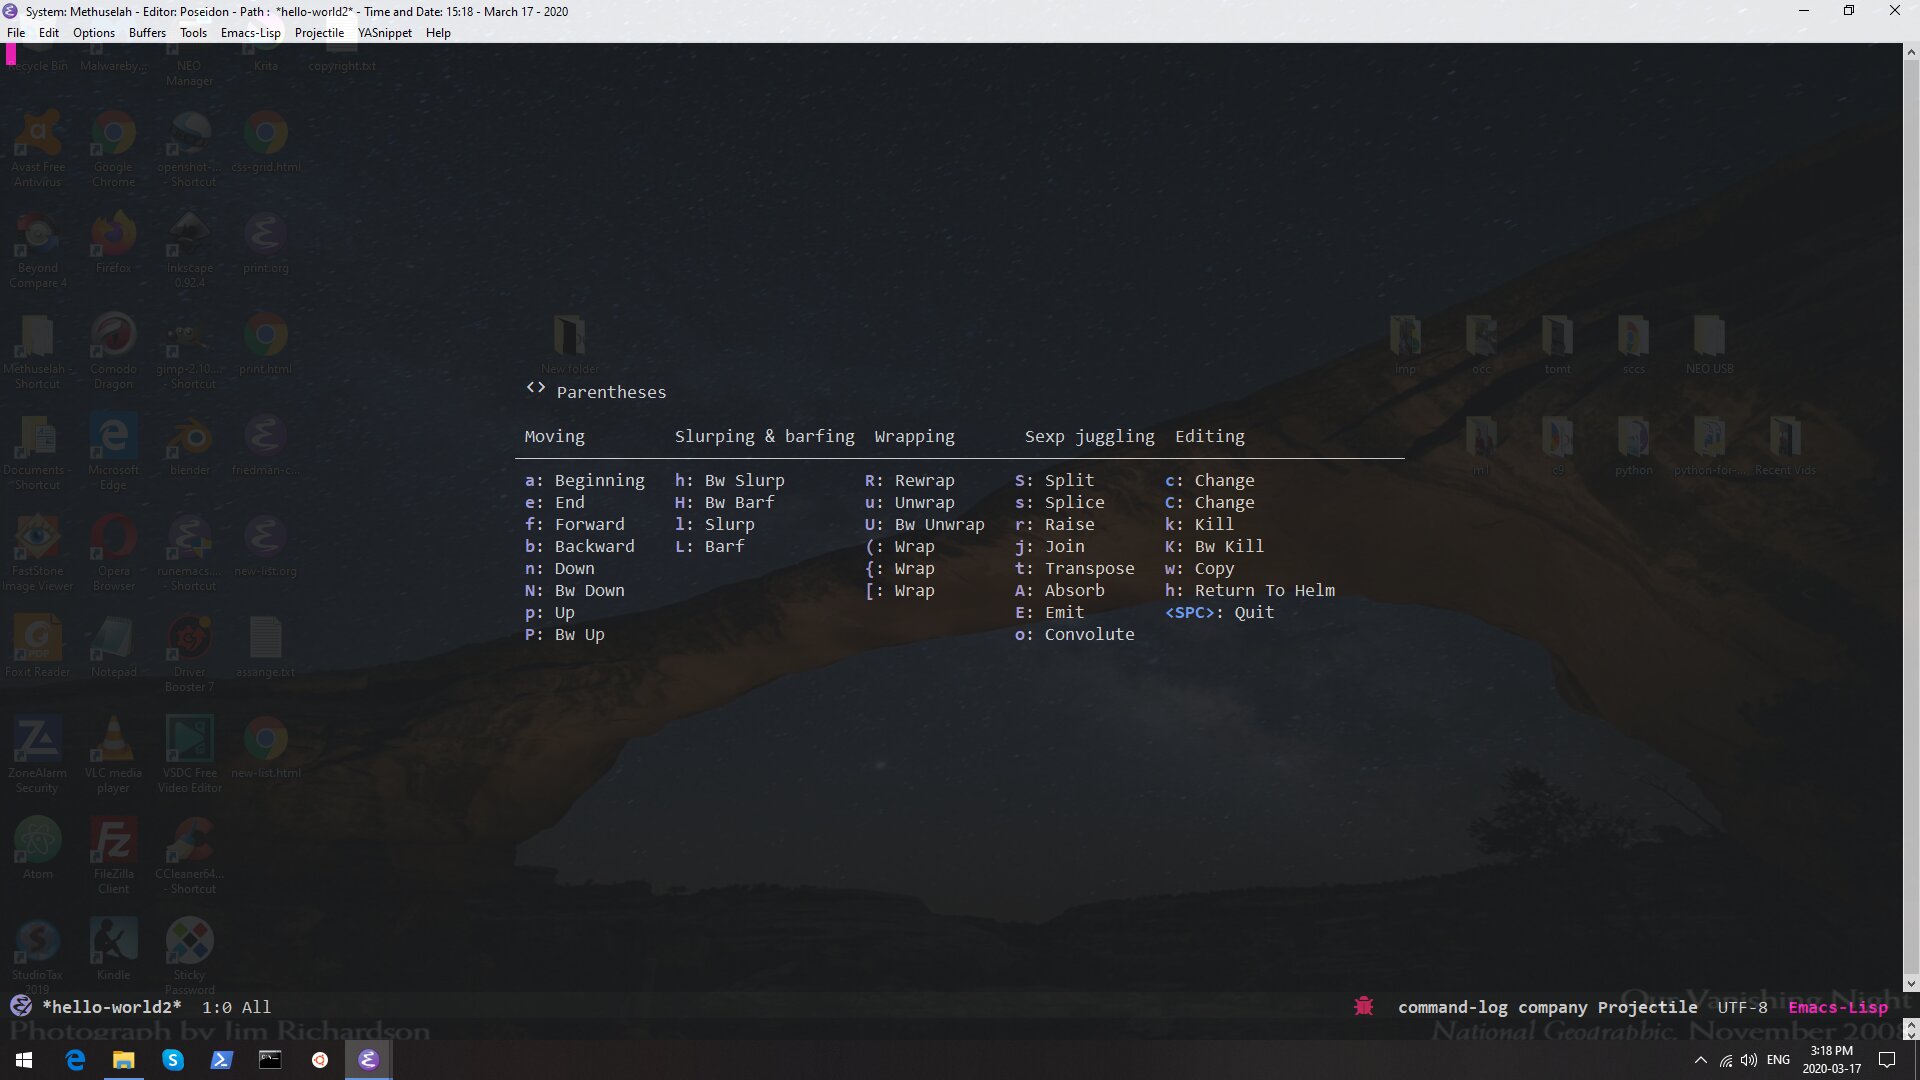 System: Methuselah - Editor: Poseidon - Path : *hello-world2* - Time and Date: 15:18 - March 17 - 2020
File Edit Options Buffers Tools Emacs-Lisp Projectile YASnippet Help
Recycle Bin Malwareby... NEO Manager Krita copyright.txt
Avast Free Antivirus Google Chrome openshot-... - Shortcut css-grid.html
Beyond Compare 4 Firefox Inkscape 0.92.4 print.org
Methuselah - Shortcut Comodo Dragon gimp-2.10.... - Shortcut print.html New folder imp occ tomt sccs NEO USB
Documents - Shortcut Microsoft Edge blender friedman-c... m1 c9 python python-for-... Recent Vids
FastStone Image Viewer Opera Browser runemacs.... - Shortcut new-list.org
Foxit Reader Notepad Driver Booster 7 assange.txt
ZoneAlarm Security VLC media player VSDC Free Video Editor new-list.html
Atom FileZilla Client CCleaner64... - Shortcut
StudioTax 2019 Kindle Sticky Password
<> Parentheses
Moving Slurping & barfing Wrapping Sexp juggling Editing
a: Beginning h: Bw Slurp R: Rewrap S: Split c: Change
e: End H: Bw Barf u: Unwrap s: Splice C: Change
f: Forward l: Slurp U: Bw Unwrap r: Raise k: Kill
b: Backward L: Barf (: Wrap j: Join K: Bw Kill
n: Down {: Wrap t: Transpose w: Copy
N: Bw Down [: Wrap A: Absorb h: Return To Helm
p: Up E: Emit <SPC>: Quit
P: Bw Up o: Convolute
*hello-world2* 1:0 All command-log company Projectile UTF-8 Emacs-Lisp
Our Vanishing Night
Photograph by Jim Richardson National Geographic, November 2008
ENG 3:18 PM
2020-03-17